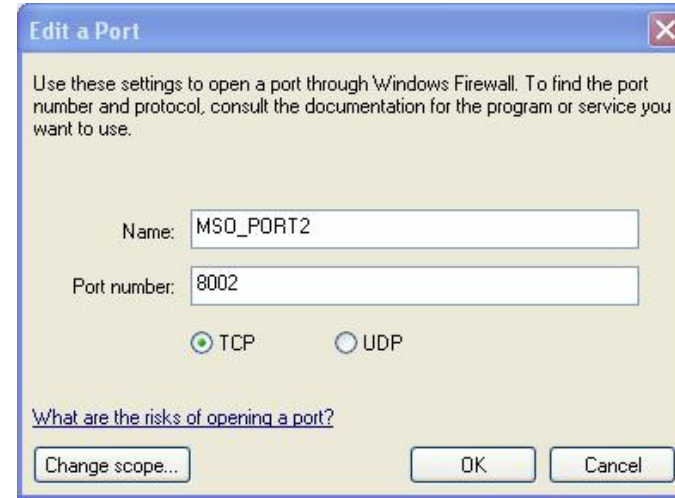 Edit a Port
Use these settings to open a port through Windows Firewall. To find the port
number and protocol, consult the documentation for the program or service you
want to use.
Name: MSO_PORT2
Port number: 8002
TCP UDP
What are the risks of opening a port?
Change scope... OK Cancel